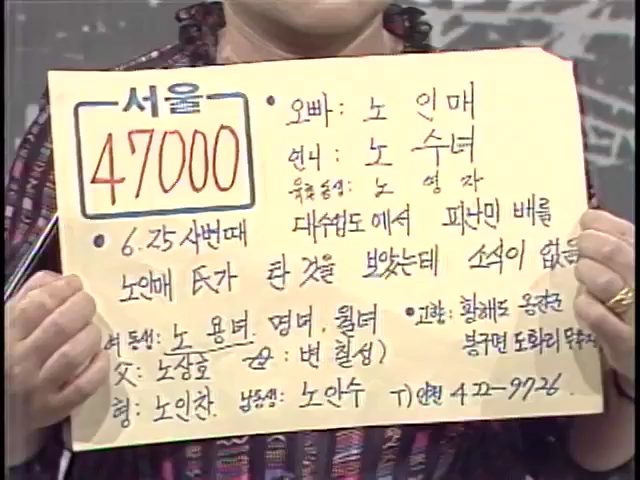 서울
47000
• 오빠: 노 인매
언니: 노 수녀
노 영자
• 6.25 사변때 대수압도에서 피난민 배를
노인매 氏가 탄 것을 보았는데 소식이 없음
여동생: 노 용녀. 명녀. 월녀
父: 노상호 母: 변 칠성)
형: 노인찬. 남동생: 노안수
• 고향: 황해도 옹진군
봉구면 도화리
T) 인천 422-9726